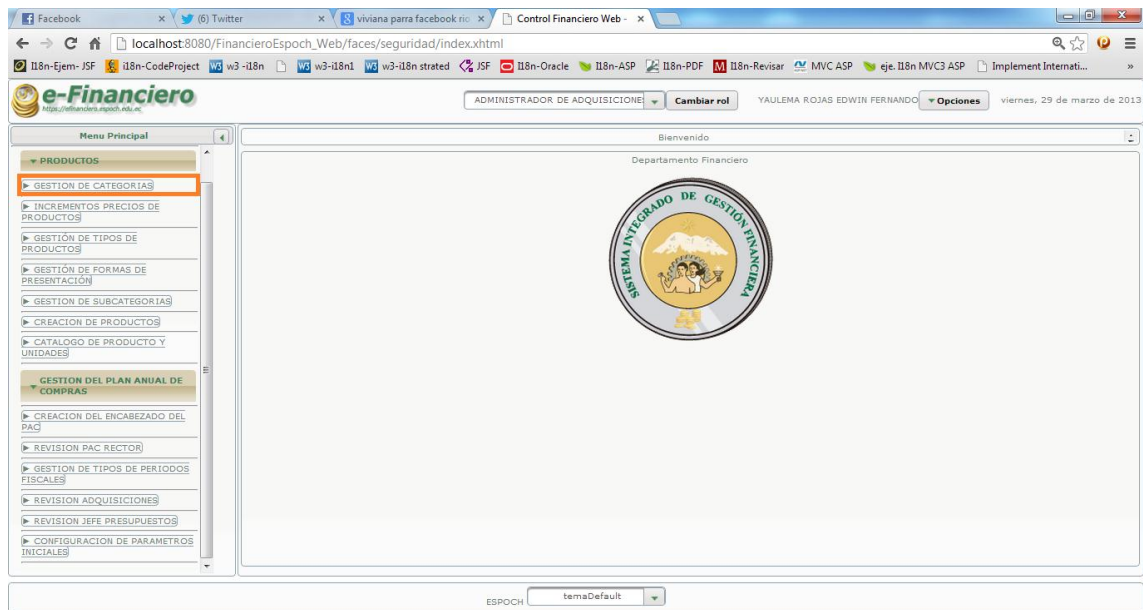 Facebook
(6) Twitter
viviana parra facebook rio
Control Financiero Web -
localhost:8080/FinancieroEspoch_Web/faces/seguridad/index.xhtml
I18n-Ejem- JSF
i18n-CodeProject
w3 -i18n
w3-i18n1
w3-i18n strated
JSF
I18n-Oracle
I18n-ASP
I18n-PDF
I18n-Revisar
MVC ASP
eje. I18n MVC3 ASP
Implement Internati...
»
e-Financiero
https://efinanciero.espoch.edu.ec
ADMINISTRADOR DE ADQUISICIONE
Cambiar rol
YAULEMA ROJAS EDWIN FERNANDO
Opciones
viernes, 29 de marzo de 2013
Menu Principal
Bienvenido
PRODUCTOS
GESTION DE CATEGORIAS
INCREMENTOS PRECIOS DE
PRODUCTOS
GESTIÓN DE TIPOS DE
PRODUCTOS
GESTIÓN DE FORMAS DE
PRESENTACIÓN
GESTION DE SUBCATEGORIAS
CREACION DE PRODUCTOS
CATALOGO DE PRODUCTO Y
UNIDADES
GESTION DEL PLAN ANUAL DE
COMPRAS
CREACION DEL ENCABEZADO DEL
PAC
REVISION PAC RECTOR
GESTION DE TIPOS DE PERIODOS
FISCALES
REVISION ADQUISICIONES
REVISION JEFE PRESUPUESTOS
CONFIGURACION DE PARAMETROS
INICIALES
Departamento Financiero
SISTEMA INTEGRADO DE GESTIÓN FINANCIERA
ESPOCH
temaDefault